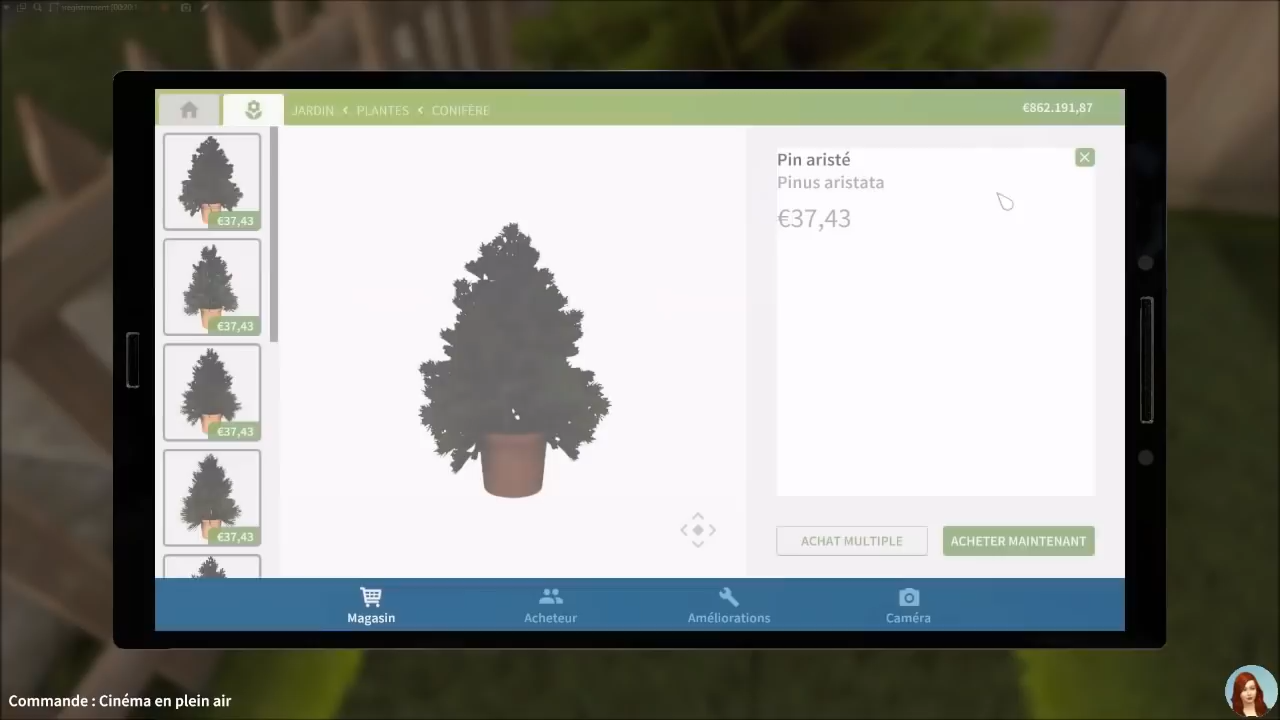 JARDIN < PLANTES < CONIFÈRE
€862.191,87
€37,43
€37,43
€37,43
€37,43
Pin aristé
Pinus aristata
€37,43
ACHAT MULTIPLE
ACHETER MAINTENANT
Magasin
Acheteur
Améliorations
Caméra
Commande : Cinéma en plein air